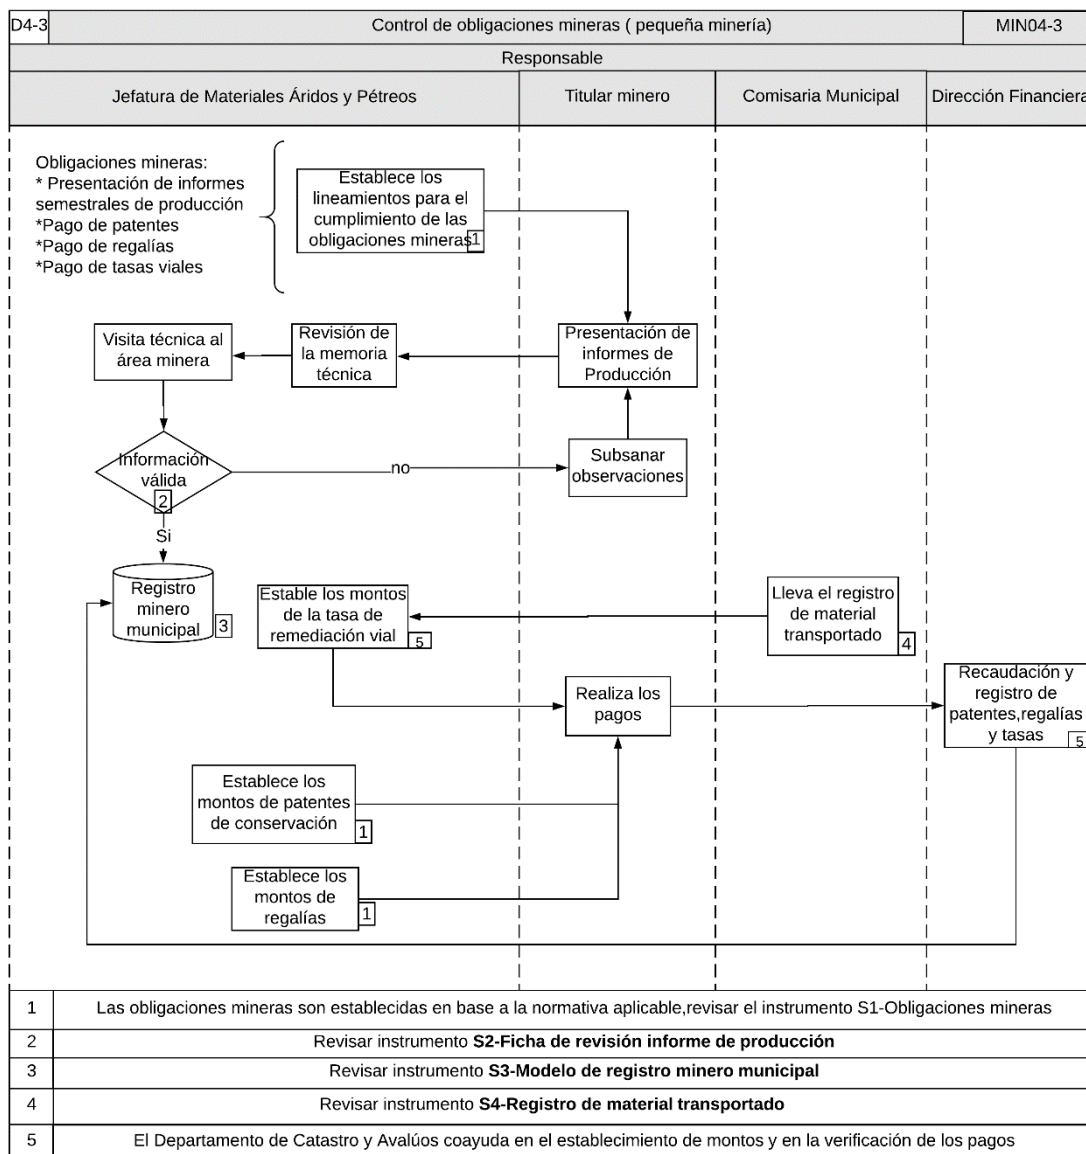 D4-3
Control de obligaciones mineras ( pequeña minería)
MIN04-3
Responsable
Jefatura de Materiales Áridos y Pétreos
Titular minero
Comisaria Municipal
Dirección Financiera
Obligaciones mineras:
* Presentación de informes
semestrales de producción
*Pago de patentes
*Pago de regalías
*Pago de tasas viales
Establece los
lineamientos para el
cumplimiento de las
obligaciones mineras
1
Visita técnica al
área minera
Revisión de
la memoria
técnica
Presentación de
informes de
Producción
Información
válida
2
no
Subsanar
observaciones
Si
Registro
minero
municipal
3
Estable los montos
de la tasa de
remediación vial
5
Lleva el registro
de material
transportado
4
Realiza los
pagos
Recaudación y
registro de
patentes,regalías
y tasas
5
Establece los
montos de patentes
de conservación
1
Establece los
montos de
regalías
1
1
Las obligaciones mineras son establecidas en base a la normativa aplicable,revisar el instrumento S1-Obligaciones mineras
2
Revisar instrumento S2-Ficha de revisión informe de producción
3
Revisar instrumento S3-Modelo de registro minero municipal
4
Revisar instrumento S4-Registro de material transportado
5
El Departamento de Catastro y Avalúos coayuda en el establecimiento de montos y en la verificación de los pagos